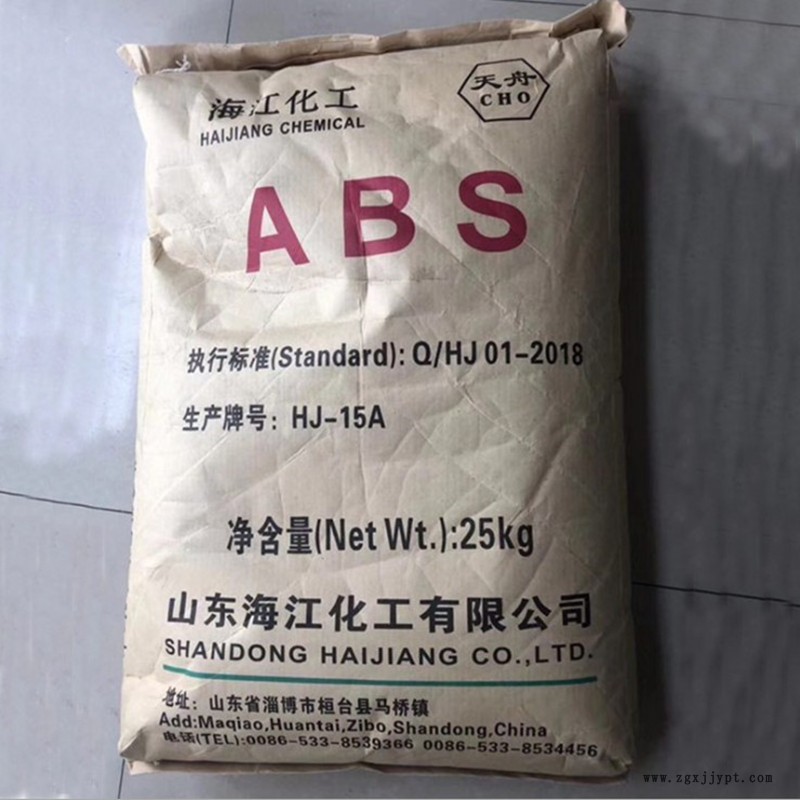 海江化工
HAIJIANG CHEMICAL
天舟
CHO
ABS
执行标准(Standard): Q/HJ 01-2018
生产牌号: HJ-15A
净含量(Net Wt.):25kg
山东海江化工有限公司
SHANDONG HAIJIANG CO.,LTD.
地址: 山东省淄博市桓台县马桥镇
Add:Maqiao,Huantai,Zibo,Shandong,China
电话(TEL):0086-533-8539366 0086-533-8534456
www.zgxjjypt.com